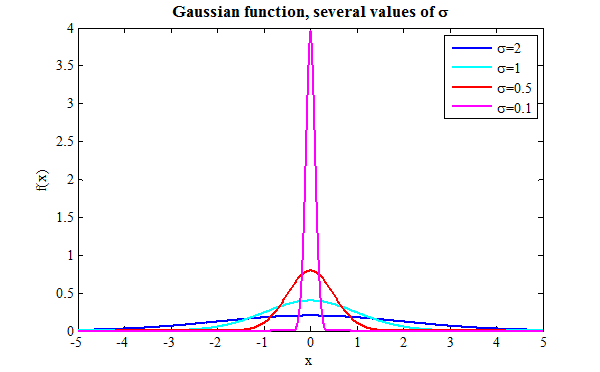 Gaussian function, several values of σ
4
3.5
3
2.5
2
1.5
1
0.5
0
f(x)
σ=2
σ=1
σ=0.5
σ=0.1
-5 -4 -3 -2 -1 0 1 2 3 4 5
x